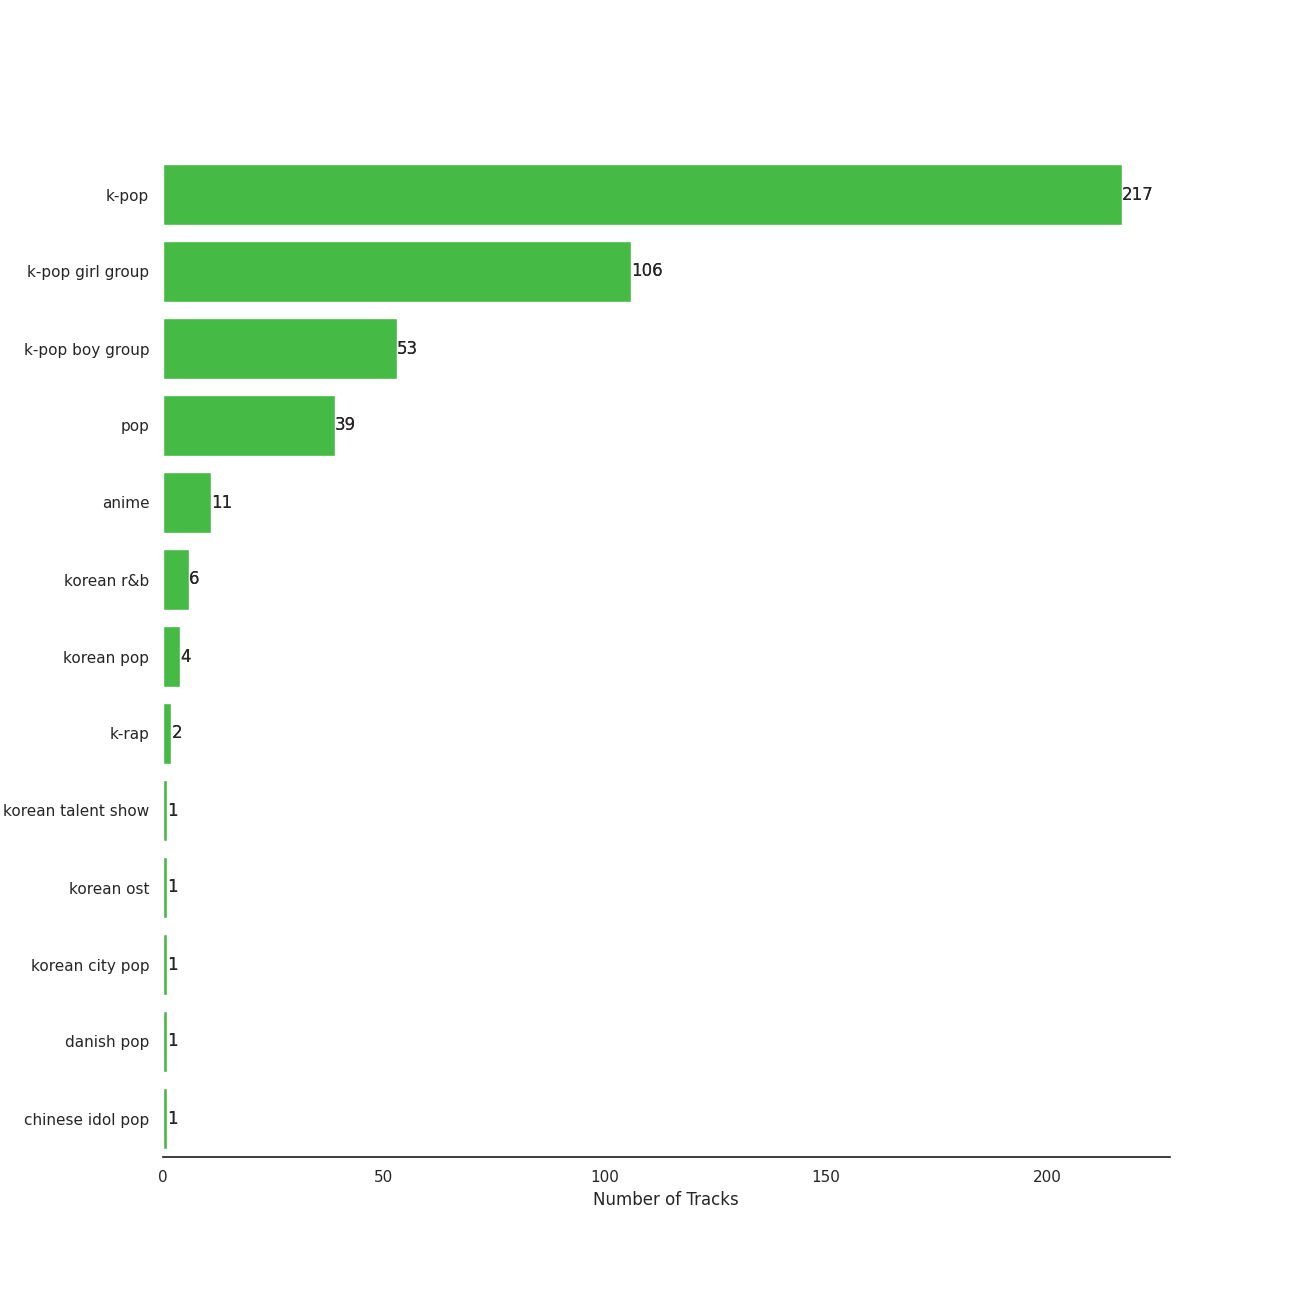 k-pop 217
k-pop girl group 106
k-pop boy group 53
pop 39
anime 11
korean r&b 6
korean pop 4
k-rap 2
korean talent show 1
korean ost 1
korean city pop 1
danish pop 1
chinese idol pop 1
0 50 100 150 200
Number of Tracks